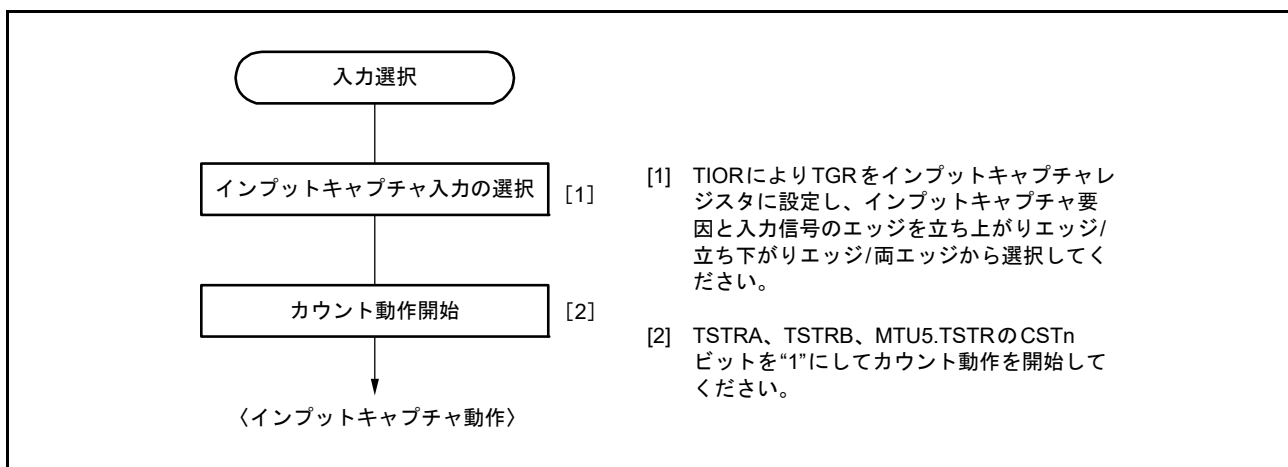 入力選択
インプットキャプチャ入力の選択
[1]
カウント動作開始
[2]
〈インプットキャプチャ動作〉
[1] TIORによりTGRをインプットキャプチャレ
ジスタに設定し、インプットキャプチャ要
因と入力信号のエッジを立ち上がりエッジ/
立ち下がりエッジ/両エッジから選択してく
ださい。
[2] TSTRA、TSTRB、MTU5.TSTRのCSTn
ビットを“1”にしてカウント動作を開始して
ください。